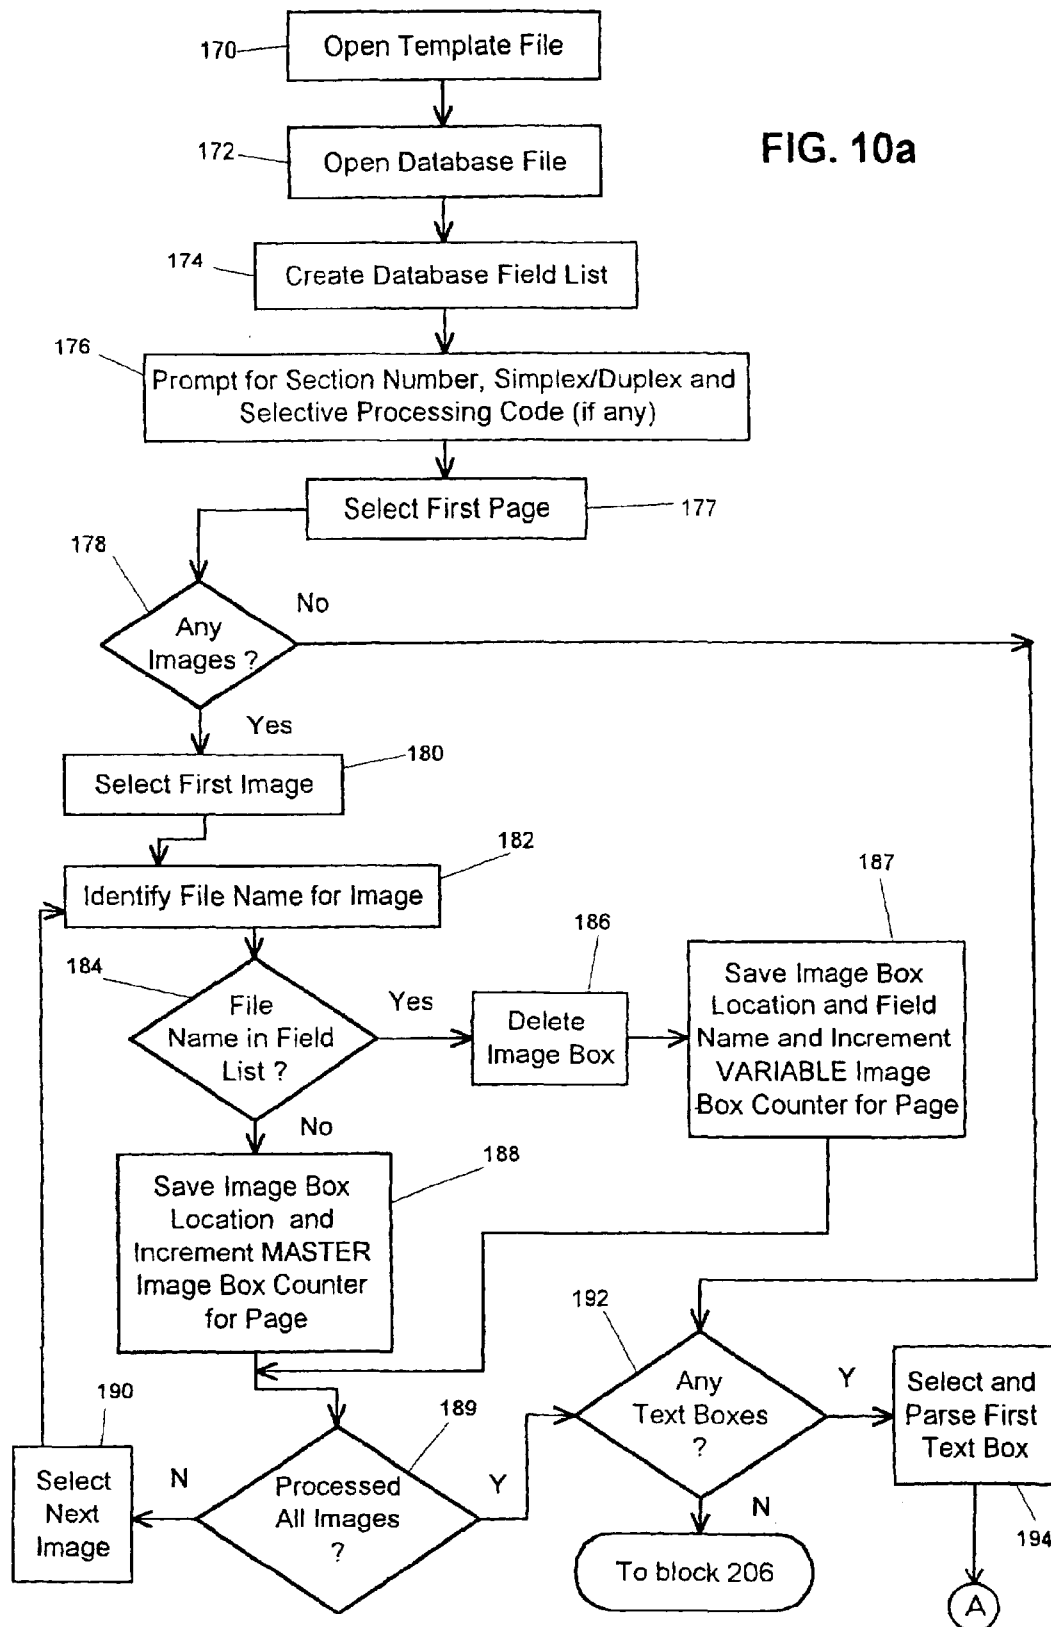 170
Open Template File
FIG. 10a
172
Open Database File
174
Create Database Field List
176
Prompt for Section Number, Simplex/Duplex and
Selective Processing Code (if any)
Select First Page
177
178
No
Any
Images ?
Yes
180
Select First Image
182
Identify File Name for Image
187
186
184
File
Name in Field
List ?
Yes
Delete
Image Box
Save Image Box
Location and Field
Name and Increment
VARIABLE Image
Box Counter for Page
No
188
Save Image Box
Location and
Increment MASTER
Image Box Counter
for Page
192
Any
Text Boxes
?
Y
Select and
Parse First
Text Box
194
190
189
Select
Next
Image
N
Processed
All Images
?
Y
N
To block 206
A